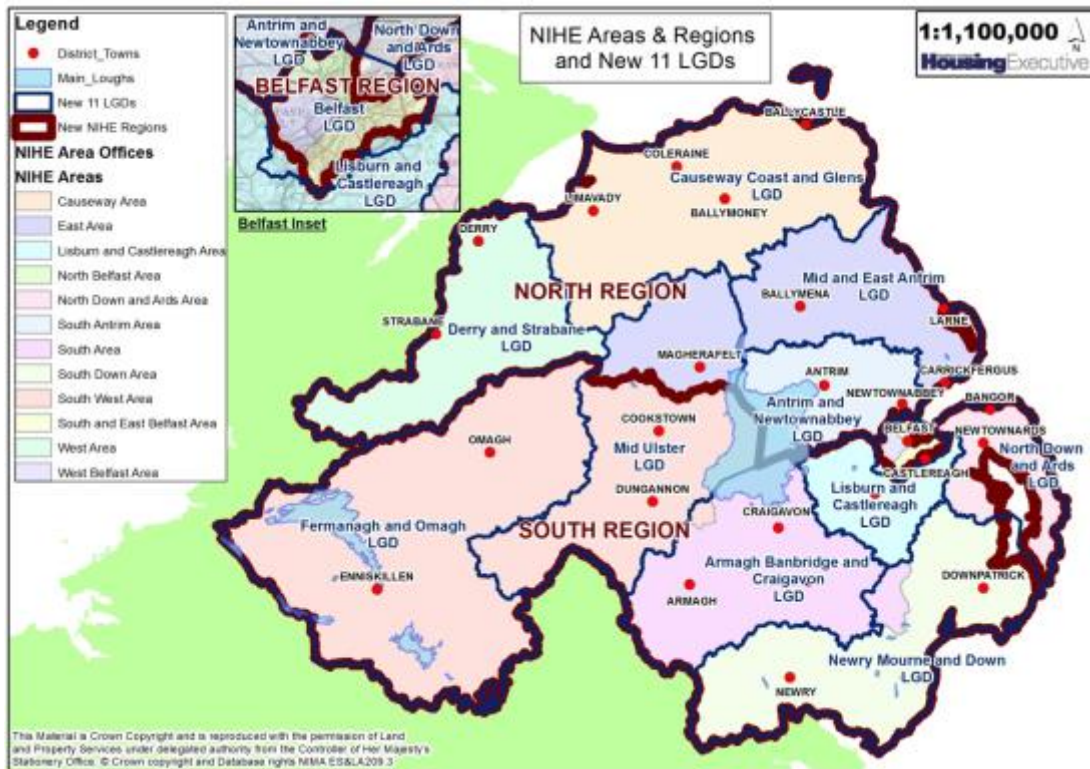 Legend
District_Towns
Main_Loughs
New 11 LGDs
New NIHE Regions
NIHE Area Offices
NIHE Areas
Causeway Area
East Area
Lisburn and Castlereagh Area
North Belfast Area
North Down and Ards Area
South Antrim Area
South Area
South Down Area
South West Area
South and East Belfast Area
West Area
West Belfast Area
Antrim and
Newtownabbey
LGD
North Down
and Ards
LGD
BELFAST REGION
Belfast
LGD
Lisburn and
Castlereagh
LGD
Belfast Inset
NIHE Areas & Regions
and New 11 LGDs
1:1,100,000
N
HousingExecutive
BALLYCASTLE
COLERAINE
Causeway Coast and Glens
LGD
LIMAVADY
BALLYMONEY
DERRY
NORTH REGION
Mid and East Antrim
LGD
BALLYMENA
LARNE
STRABANE
Derry and Strabane
LGD
MAGHERAFELT
ANTRIM
CARRICKFERGUS
NEWTOWNABBEY
BANGOR
Antrim and
Newtownabbey
LGD
COOKSTOWN
BELFAST
NEWTOWNARDS
OMAGH
Mid Ulster
LGD
CASTLEREAGH
North Down
and Ards
LGD
DUNGANNON
Lisburn and
Castlereagh
LGD
CRAIGAVON
SOUTH REGION
Fermanagh and Omagh
LGD
ENNISKILLEN
Armagh Banbridge and
Craigavon
LGD
ARMAGH
DOWNPATRICK
Newry Mourne and Down
LGD
NEWRY
This Material is Crown Copyright and is reproduced with the permission of Land
and Property Services under delegated authority from the Controller of Her Majesty's
Stationery Office. © Crown copyright and Database rights NIMA ES&LA209.3